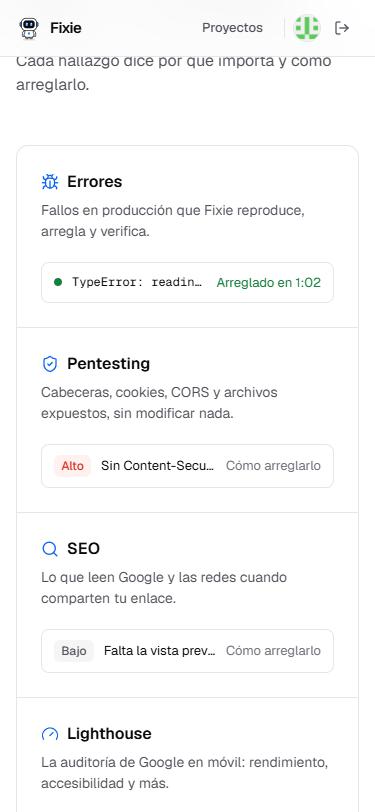 Fixie
Proyectos
Cada hallazgo dice por qué importa y cómo
arreglarlo.
Errores
Fallos en producción que Fixie reproduce,
arregla y verifica.
TypeError: readin… Arreglado en 1:02
Pentesting
Cabeceras, cookies, CORS y archivos
expuestos, sin modificar nada.
Alto Sin Content-Secu… Cómo arreglarlo
SEO
Lo que leen Google y las redes cuando
comparten tu enlace.
Bajo Falta la vista prev… Cómo arreglarlo
Lighthouse
La auditoría de Google en móvil: rendimiento,
accesibilidad y más.